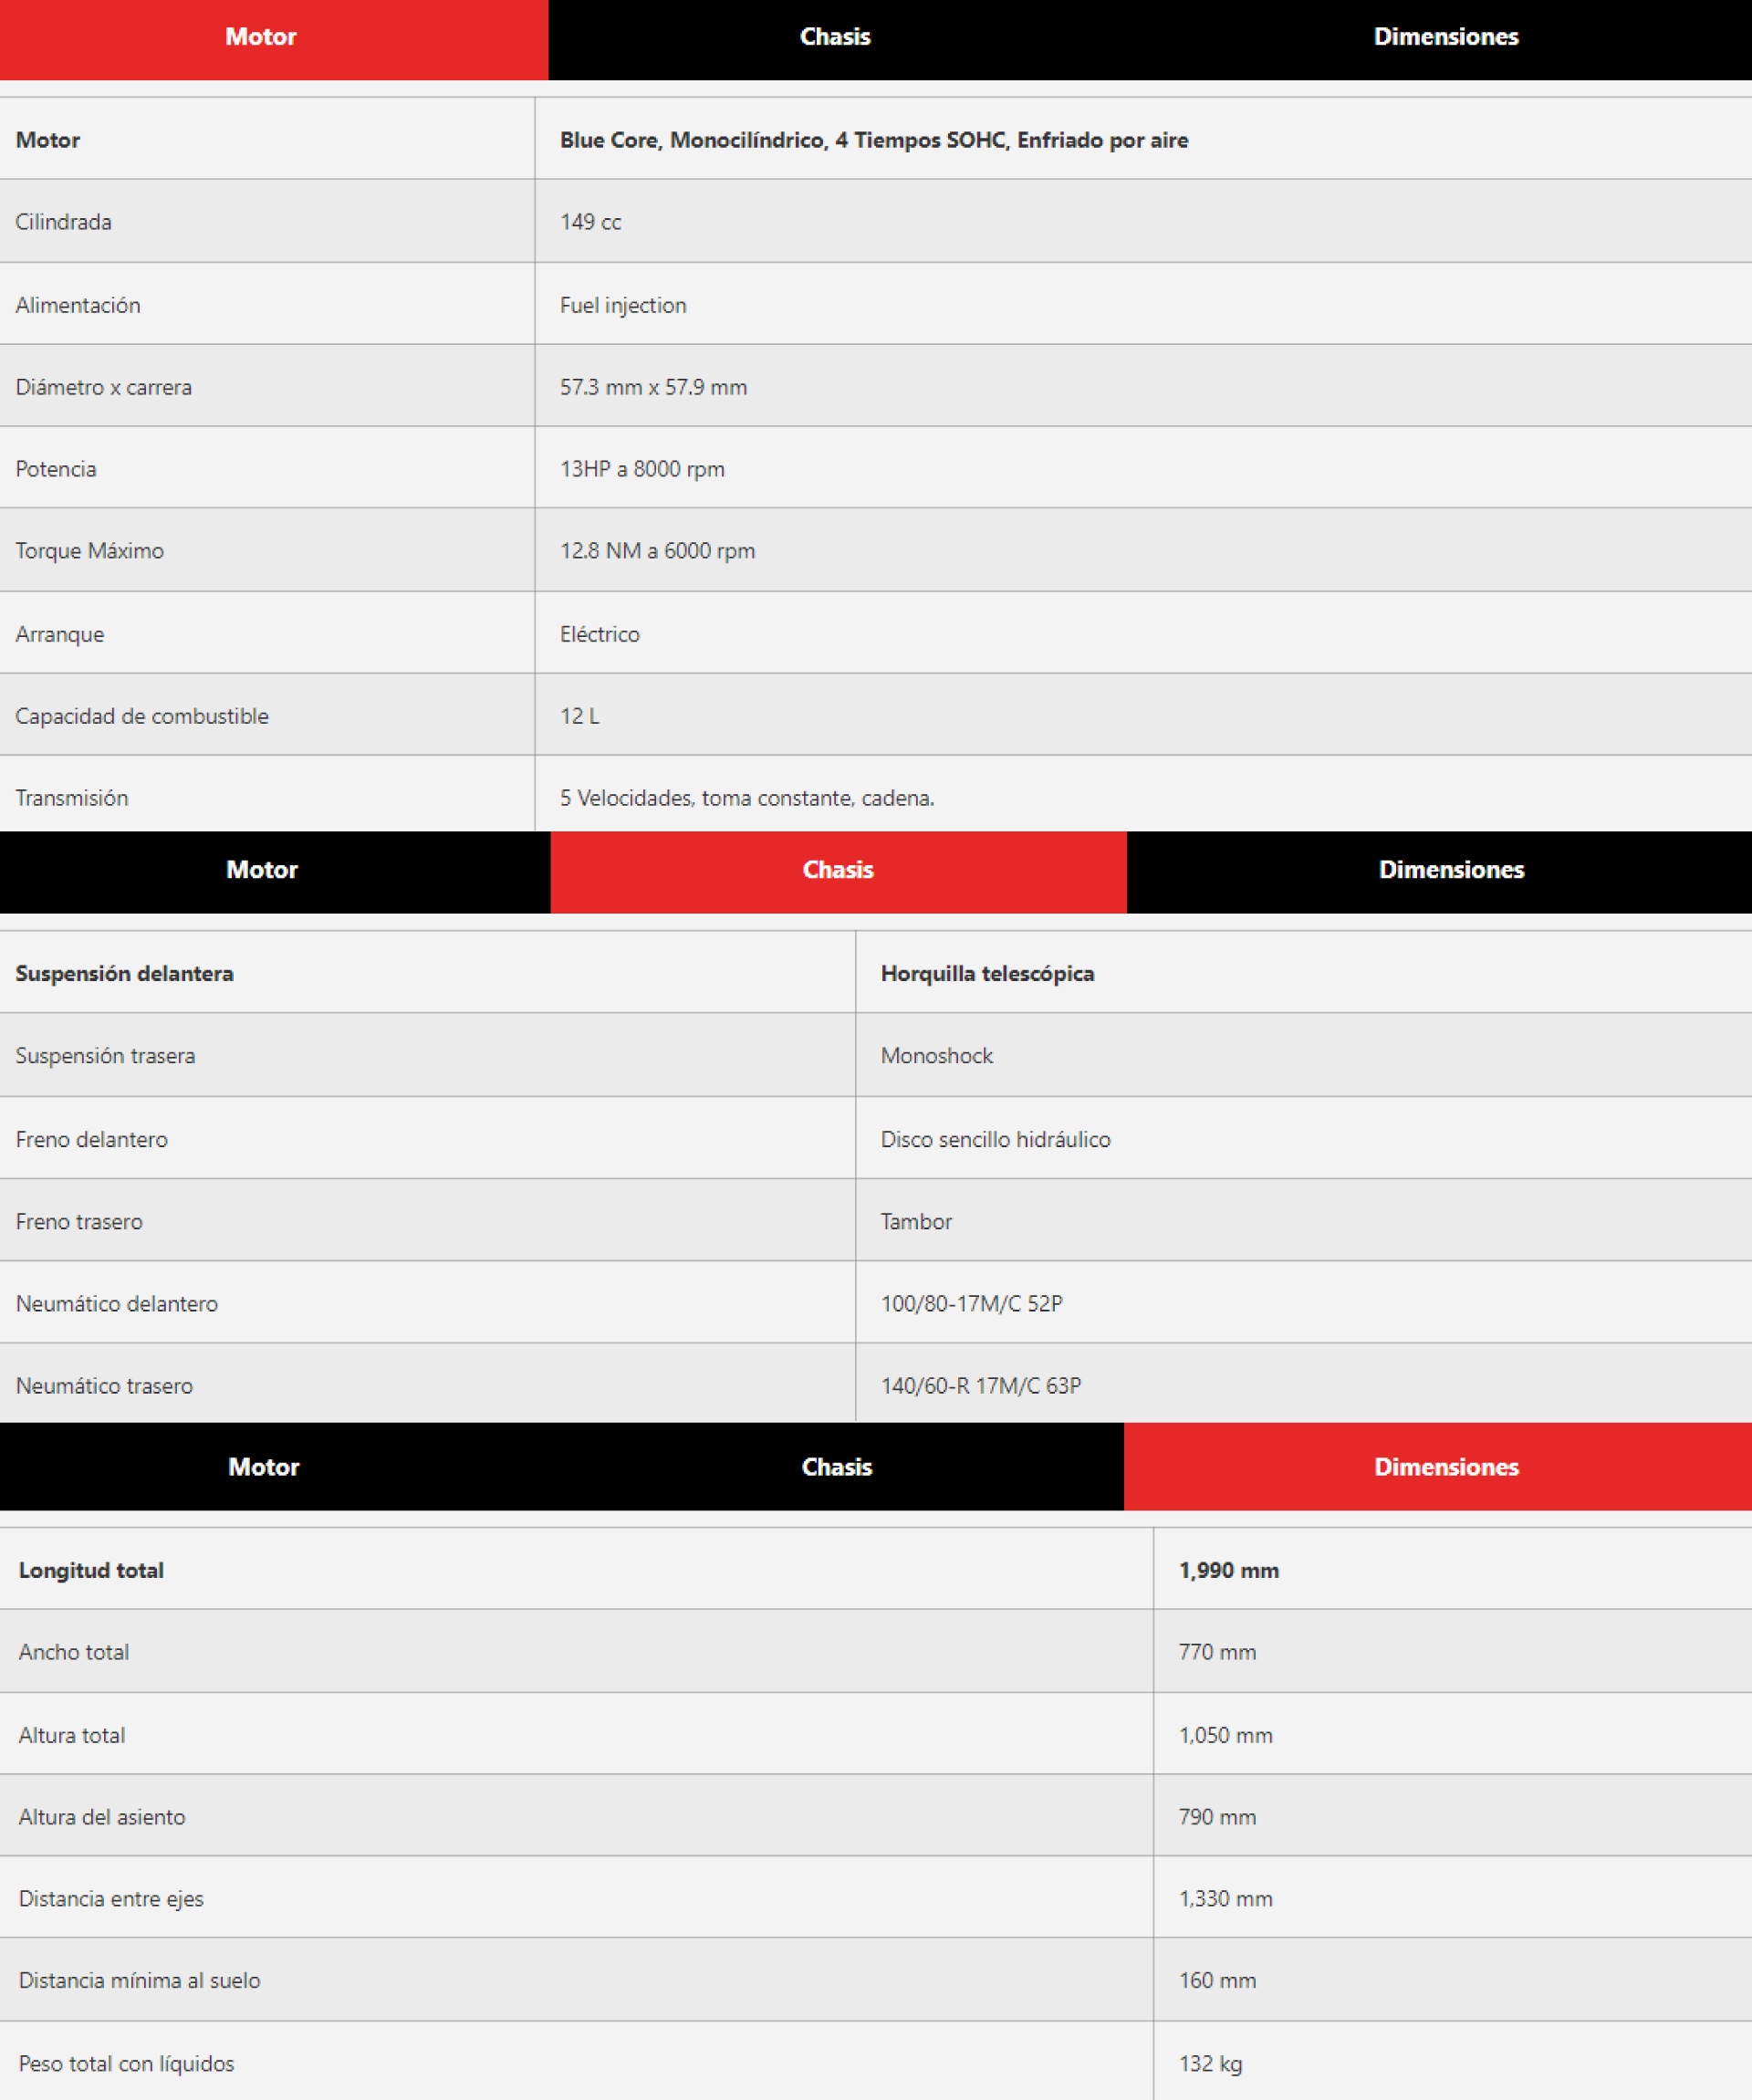 Motor Chasis Dimensiones
Motor Blue Core, Monocilíndrico, 4 Tiempos SOHC, Enfriado por aire
Cilindrada 149 cc
Alimentación Fuel injection
Diámetro x carrera 57.3 mm x 57.9 mm
Potencia 13HP a 8000 rpm
Torque Máximo 12.8 NM a 6000 rpm
Arranque Eléctrico
Capacidad de combustible 12 L
Transmisión 5 Velocidades, toma constante, cadena.
Motor Chasis Dimensiones
Suspensión delantera Horquilla telescópica
Suspensión trasera Monoshock
Freno delantero Disco sencillo hidráulico
Freno trasero Tambor
Neumático delantero 100/80-17M/C 52P
Neumático trasero 140/60-R 17M/C 63P
Motor Chasis Dimensiones
Longitud total 1,990 mm
Ancho total 770 mm
Altura total 1,050 mm
Altura del asiento 790 mm
Distancia entre ejes 1,330 mm
Distancia mínima al suelo 160 mm
Peso total con líquidos 132 kg